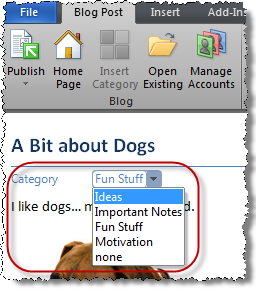 File Blog Post Insert Add-Ins
Publish Home Page Insert Category Open Existing Manage Accounts
Blog
A Bit about Dogs
Category Fun Stuff
Ideas
I like dogs... m d.
Important Notes
Fun Stuff
Motivation
none